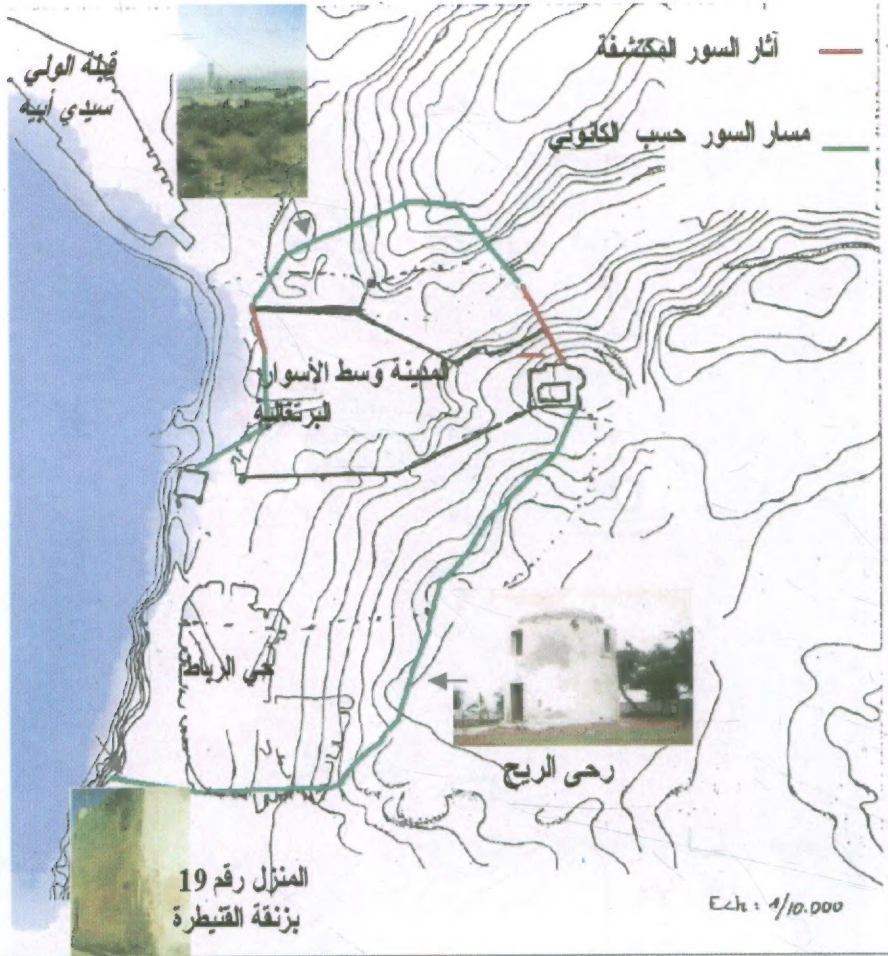 آثار السور المكتشفة
مسار السور حسب الكانوني
قبلة الولي
سيدي أبيه
المدينة وسط الأسوار
البرتغالية
حي الرباط
رحى الريح
المنزل رقم 19
بزنقة القنيطرة
Ech: 1/10.000